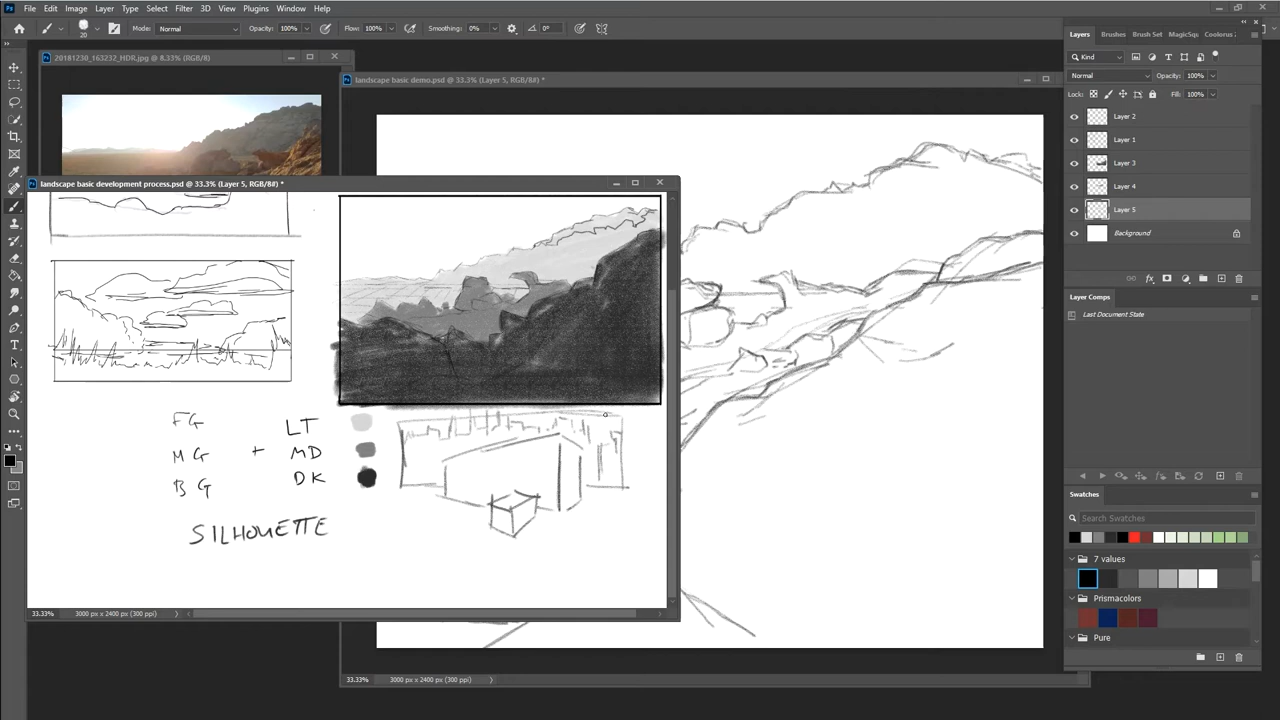 Ps File Edit Image Layer Type Select Filter 3D View Plugins Window Help
20 Mode: Normal Opacity: 100% Flow: 100% Smoothing: 0% 0°
Layers Brushes Brush Set MagicSqu Coolorus
20181230_163232_HDR.jpg @ 8.33% (RGB/8)
landscape basic demo.psd @ 33.3% (Layer 5, RGB/8#) *
Kind
Normal Opacity: 100%
Lock: Fill: 100%
Layer 2
Layer 1
Layer 3
Layer 4
Layer 5
Background
landscape basic development process.psd @ 33.3% (Layer 5, RGB/8#) *
FG LT
MG + MD
BG DK
SILHOUETTE
33.33% 3000 px x 2400 px (300 ppi)
33.33% 3000 px x 2400 px (300 ppi)
Layer Comps
Last Document State
Swatches
Search Swatches
7 values
Prismacolors
Pure